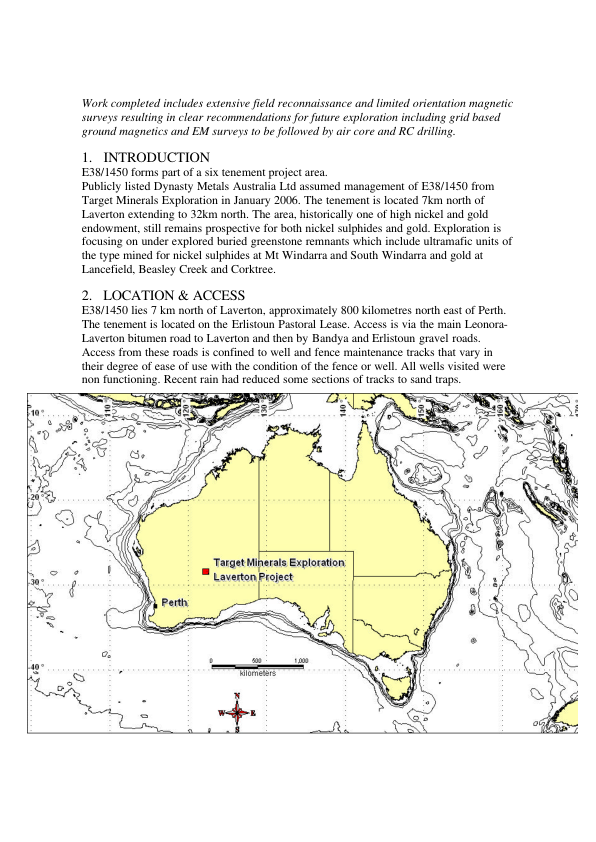 Work completed includes extensive field reconnaissance and limited orientation magnetic
surveys resulting in clear recommendations for future exploration including grid based
ground magnetics and EM surveys to be followed by air core and RC drilling.
1. INTRODUCTION
E38/1450 forms part of a six tenement project area.
Publicly listed Dynasty Metals Australia Ltd assumed management of E38/1450 from
Target Minerals Exploration in January 2006. The tenement is located 7km north of
Laverton extending to 32km north. The area, historically one of high nickel and gold
endowment, still remains prospective for both nickel sulphides and gold. Exploration is
focusing on under explored buried greenstone remnants which include ultramafic units of
the type mined for nickel sulphides at Mt Windarra and South Windarra and gold at
Lancefield, Beasley Creek and Corktree.
2. LOCATION & ACCESS
E38/1450 lies 7 km north of Laverton, approximately 800 kilometres north east of Perth.
The tenement is located on the Erlistoun Pastoral Lease. Access is via the main Leonora-
Laverton bitumen road to Laverton and then by Bandya and Erlistoun gravel roads.
Access from these roads is confined to well and fence maintenance tracks that vary in
their degree of ease of use with the condition of the fence or well. All wells visited were
non functioning. Recent rain had reduced some sections of tracks to sand traps.
110 120 130 140 150 160
-10°
-20
Target Minerals Exploration
Laverton Project
-30
Perth
-40°
0 500 1,000
kilometers
N
W E
S